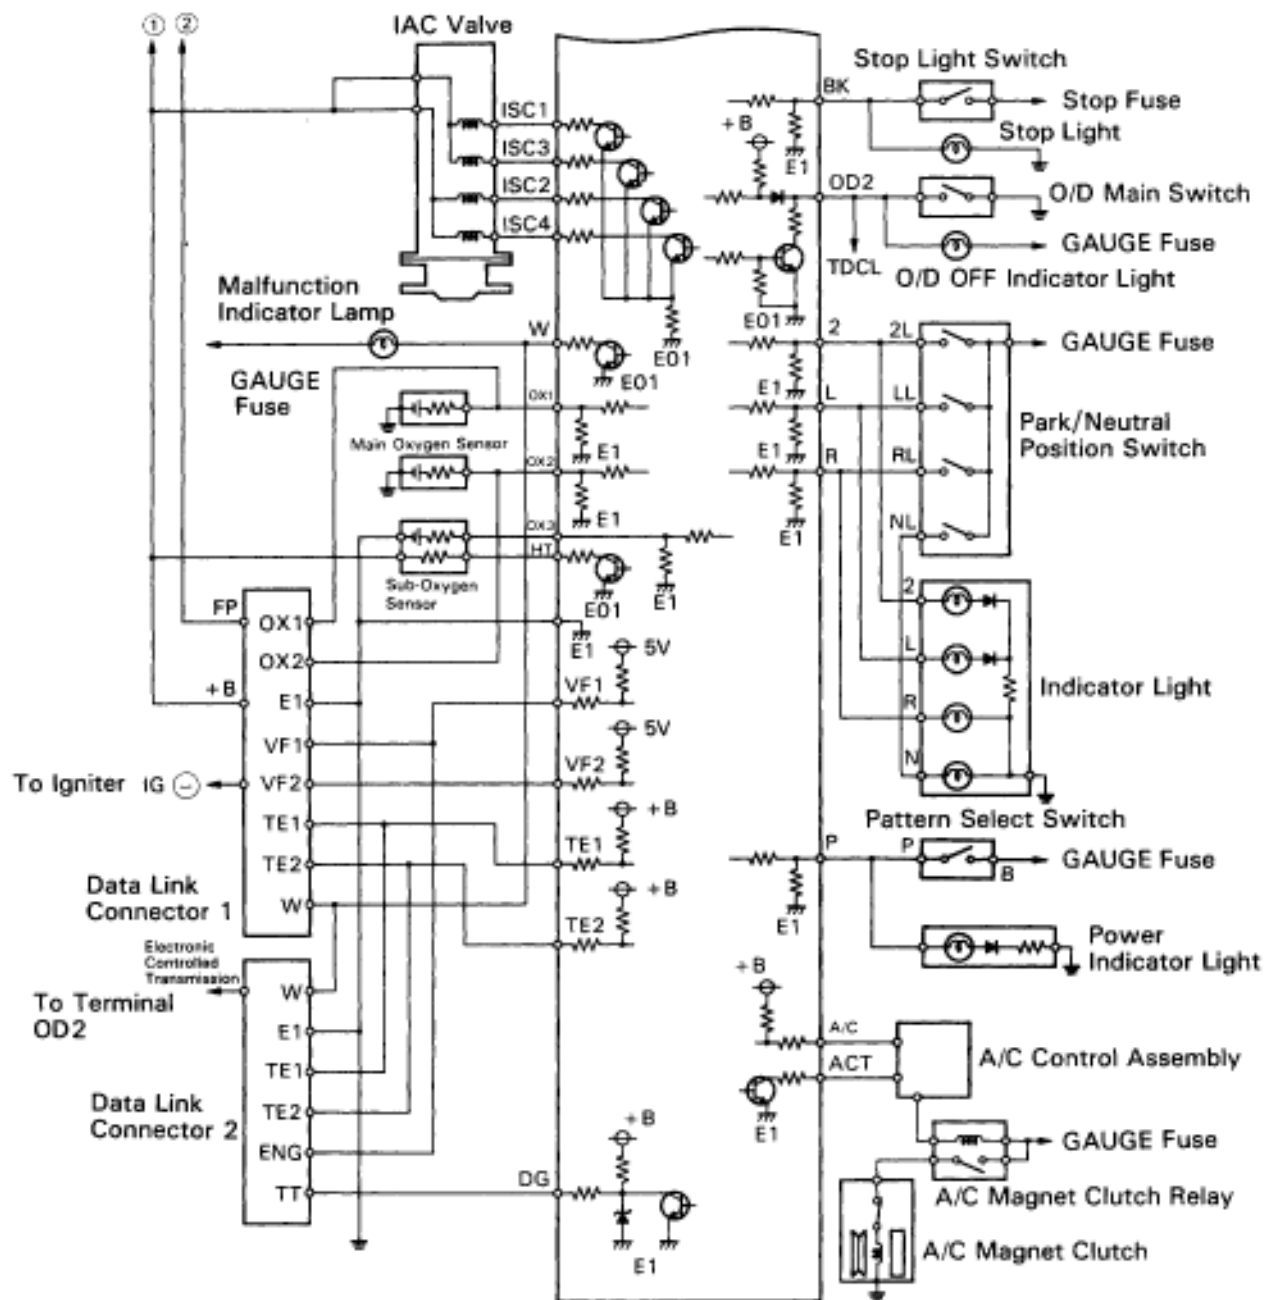 1 2
IAC Valve
ISC1
ISC3
ISC2
ISC4
E01
Malfunction
Indicator Lamp
W
E01
GAUGE
Fuse
OX1
Main Oxygen Sensor
E1
OX2
E1
OX3
HT
Sub-Oxygen
Sensor
E01
E1
E1
5V
VF1
5V
VF2
+B
TE1
+B
TE2
FP
+B
To Igniter IG −
OX1
OX2
E1
VF1
VF2
TE1
TE2
W
Data Link
Connector 1
Electronic
Controlled
Transmission
To Terminal
OD2
W
E1
TE1
TE2
ENG
TT
Data Link
Connector 2
DG
+B
E1
Stop Light Switch
BK
Stop Fuse
Stop Light
+B
E1
OD2
O/D Main Switch
TDCL
GAUGE Fuse
O/D OFF Indicator Light
E01
2
2L
GAUGE Fuse
E1
L
LL
Park/Neutral
Position Switch
E1
R
RL
E1
NL
2
L
R
N
Indicator Light
Pattern Select Switch
P
P
B
GAUGE Fuse
E1
Power
Indicator Light
+B
A/C
ACT
A/C Control Assembly
E1
GAUGE Fuse
A/C Magnet Clutch Relay
A/C Magnet Clutch